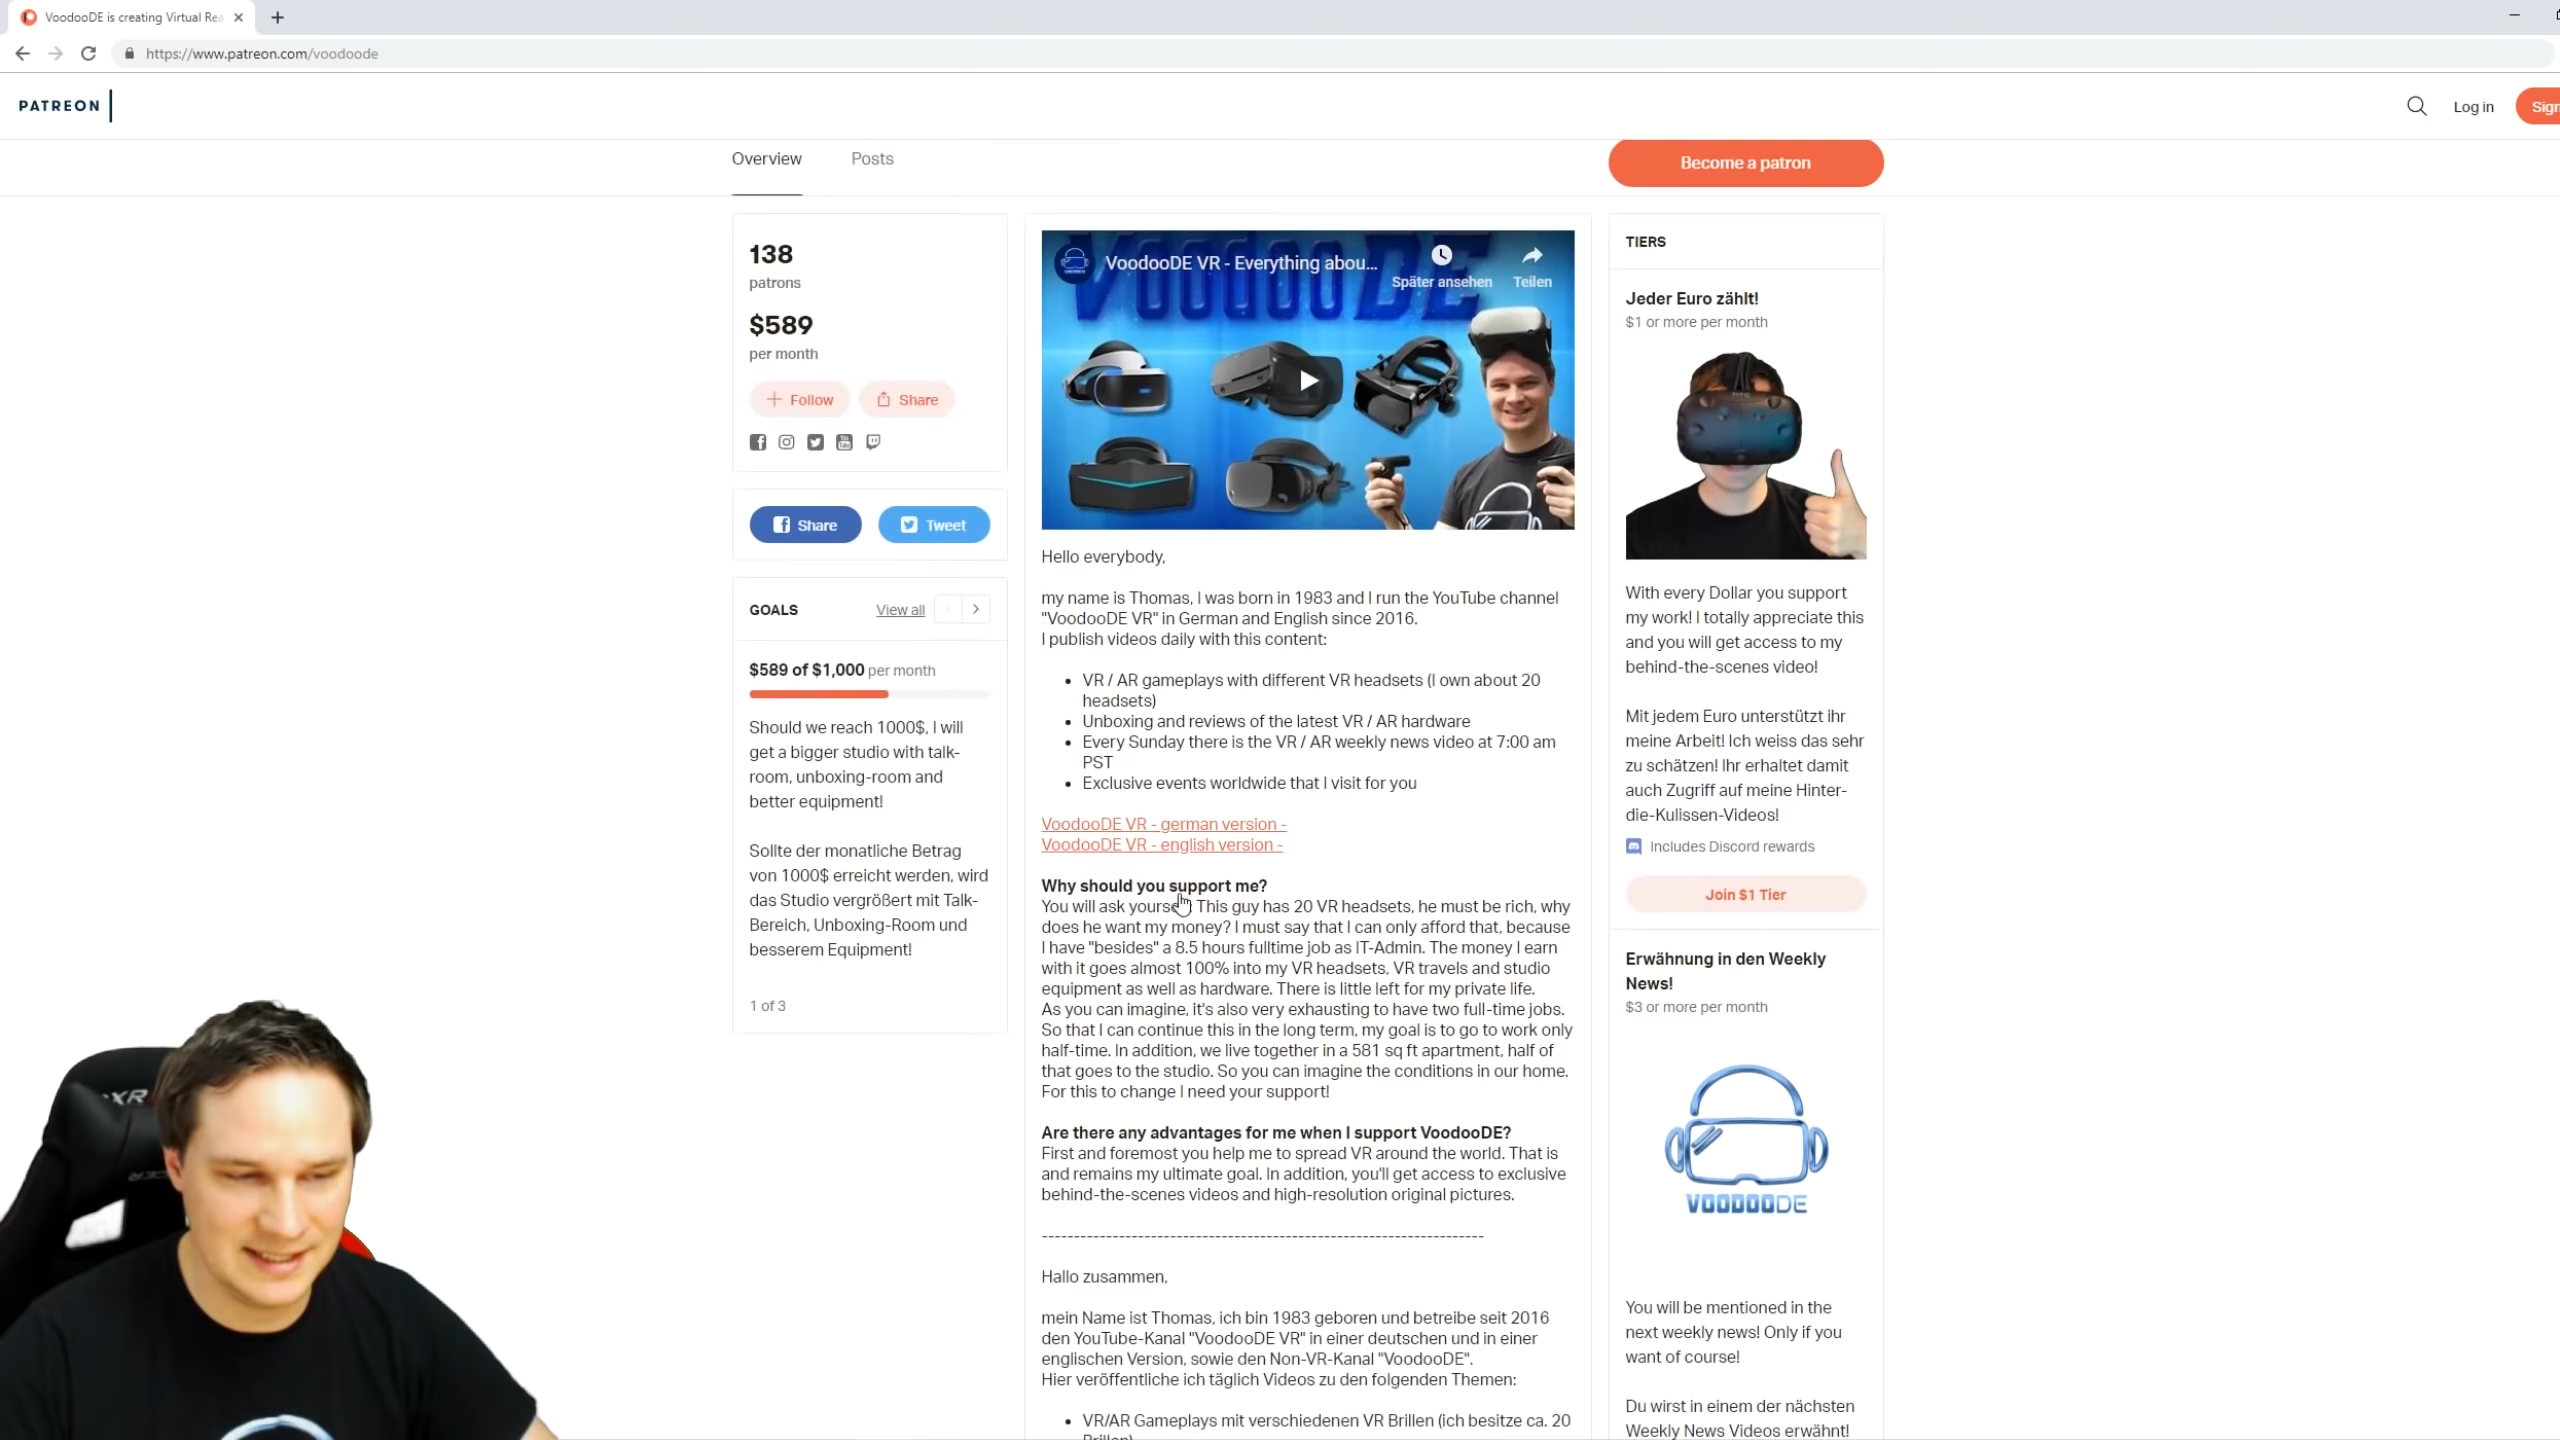 VoodooDE is creating Virtual Rea
https://www.patreon.com/voodoode
PATREON
Log in
Sign
Overview
Posts
Become a patron
138
patrons
$589
per month
Follow
Share
Share
Tweet
GOALS
View all
$589 of $1,000 per month
Should we reach 1000$, I will
get a bigger studio with talk-
room, unboxing-room and
better equipment!
Sollte der monatliche Betrag
von 1000$ erreicht werden, wird
das Studio vergrößert mit Talk-
Bereich, Unboxing-Room und
besserem Equipment!
1 of 3
VOODOODE
VoodooDE VR - Everything abou...
Später ansehen
Teilen
Hello everybody,
my name is Thomas, I was born in 1983 and I run the YouTube channel
"VoodooDE VR" in German and English since 2016.
I publish videos daily with this content:
• VR / AR gameplays with different VR headsets (I own about 20
headsets)
• Unboxing and reviews of the latest VR / AR hardware
• Every Sunday there is the VR / AR weekly news video at 7:00 am
PST
• Exclusive events worldwide that I visit for you
VoodooDE VR - german version -
VoodooDE VR - english version -
Why should you support me?
You will ask yourse This guy has 20 VR headsets, he must be rich, why
does he want my money? I must say that I can only afford that, because
I have "besides" a 8.5 hours fulltime job as IT-Admin. The money I earn
with it goes almost 100% into my VR headsets, VR travels and studio
equipment as well as hardware. There is little left for my private life.
As you can imagine, it's also very exhausting to have two full-time jobs.
So that I can continue this in the long term, my goal is to go to work only
half-time. In addition, we live together in a 581 sq ft apartment, half of
that goes to the studio. So you can imagine the conditions in our home.
For this to change I need your support!
Are there any advantages for me when I support VoodooDE?
First and foremost you help me to spread VR around the world. That is
and remains my ultimate goal. In addition, you'll get access to exclusive
behind-the-scenes videos and high-resolution original pictures.
----------------------------------------------------------------------
Hallo zusammen,
mein Name ist Thomas, ich bin 1983 geboren und betreibe seit 2016
den YouTube-Kanal "VoodooDE VR" in einer deutschen und in einer
englischen Version, sowie den Non-VR-Kanal "VoodooDE".
Hier veröffentliche ich täglich Videos zu den folgenden Themen:
• VR/AR Gameplays mit verschiedenen VR Brillen (ich besitze ca. 20
Brillen)
TIERS
Jeder Euro zählt!
$1 or more per month
With every Dollar you support
my work! I totally appreciate this
and you will get access to my
behind-the-scenes video!
Mit jedem Euro unterstützt ihr
meine Arbeit! Ich weiss das sehr
zu schätzen! Ihr erhaltet damit
auch Zugriff auf meine Hinter-
die-Kulissen-Videos!
Includes Discord rewards
Join $1 Tier
Erwähnung in den Weekly
News!
$3 or more per month
VOODOODE
You will be mentioned in the
next weekly news! Only if you
want of course!
Du wirst in einem der nächsten
Weekly News Videos erwähnt!